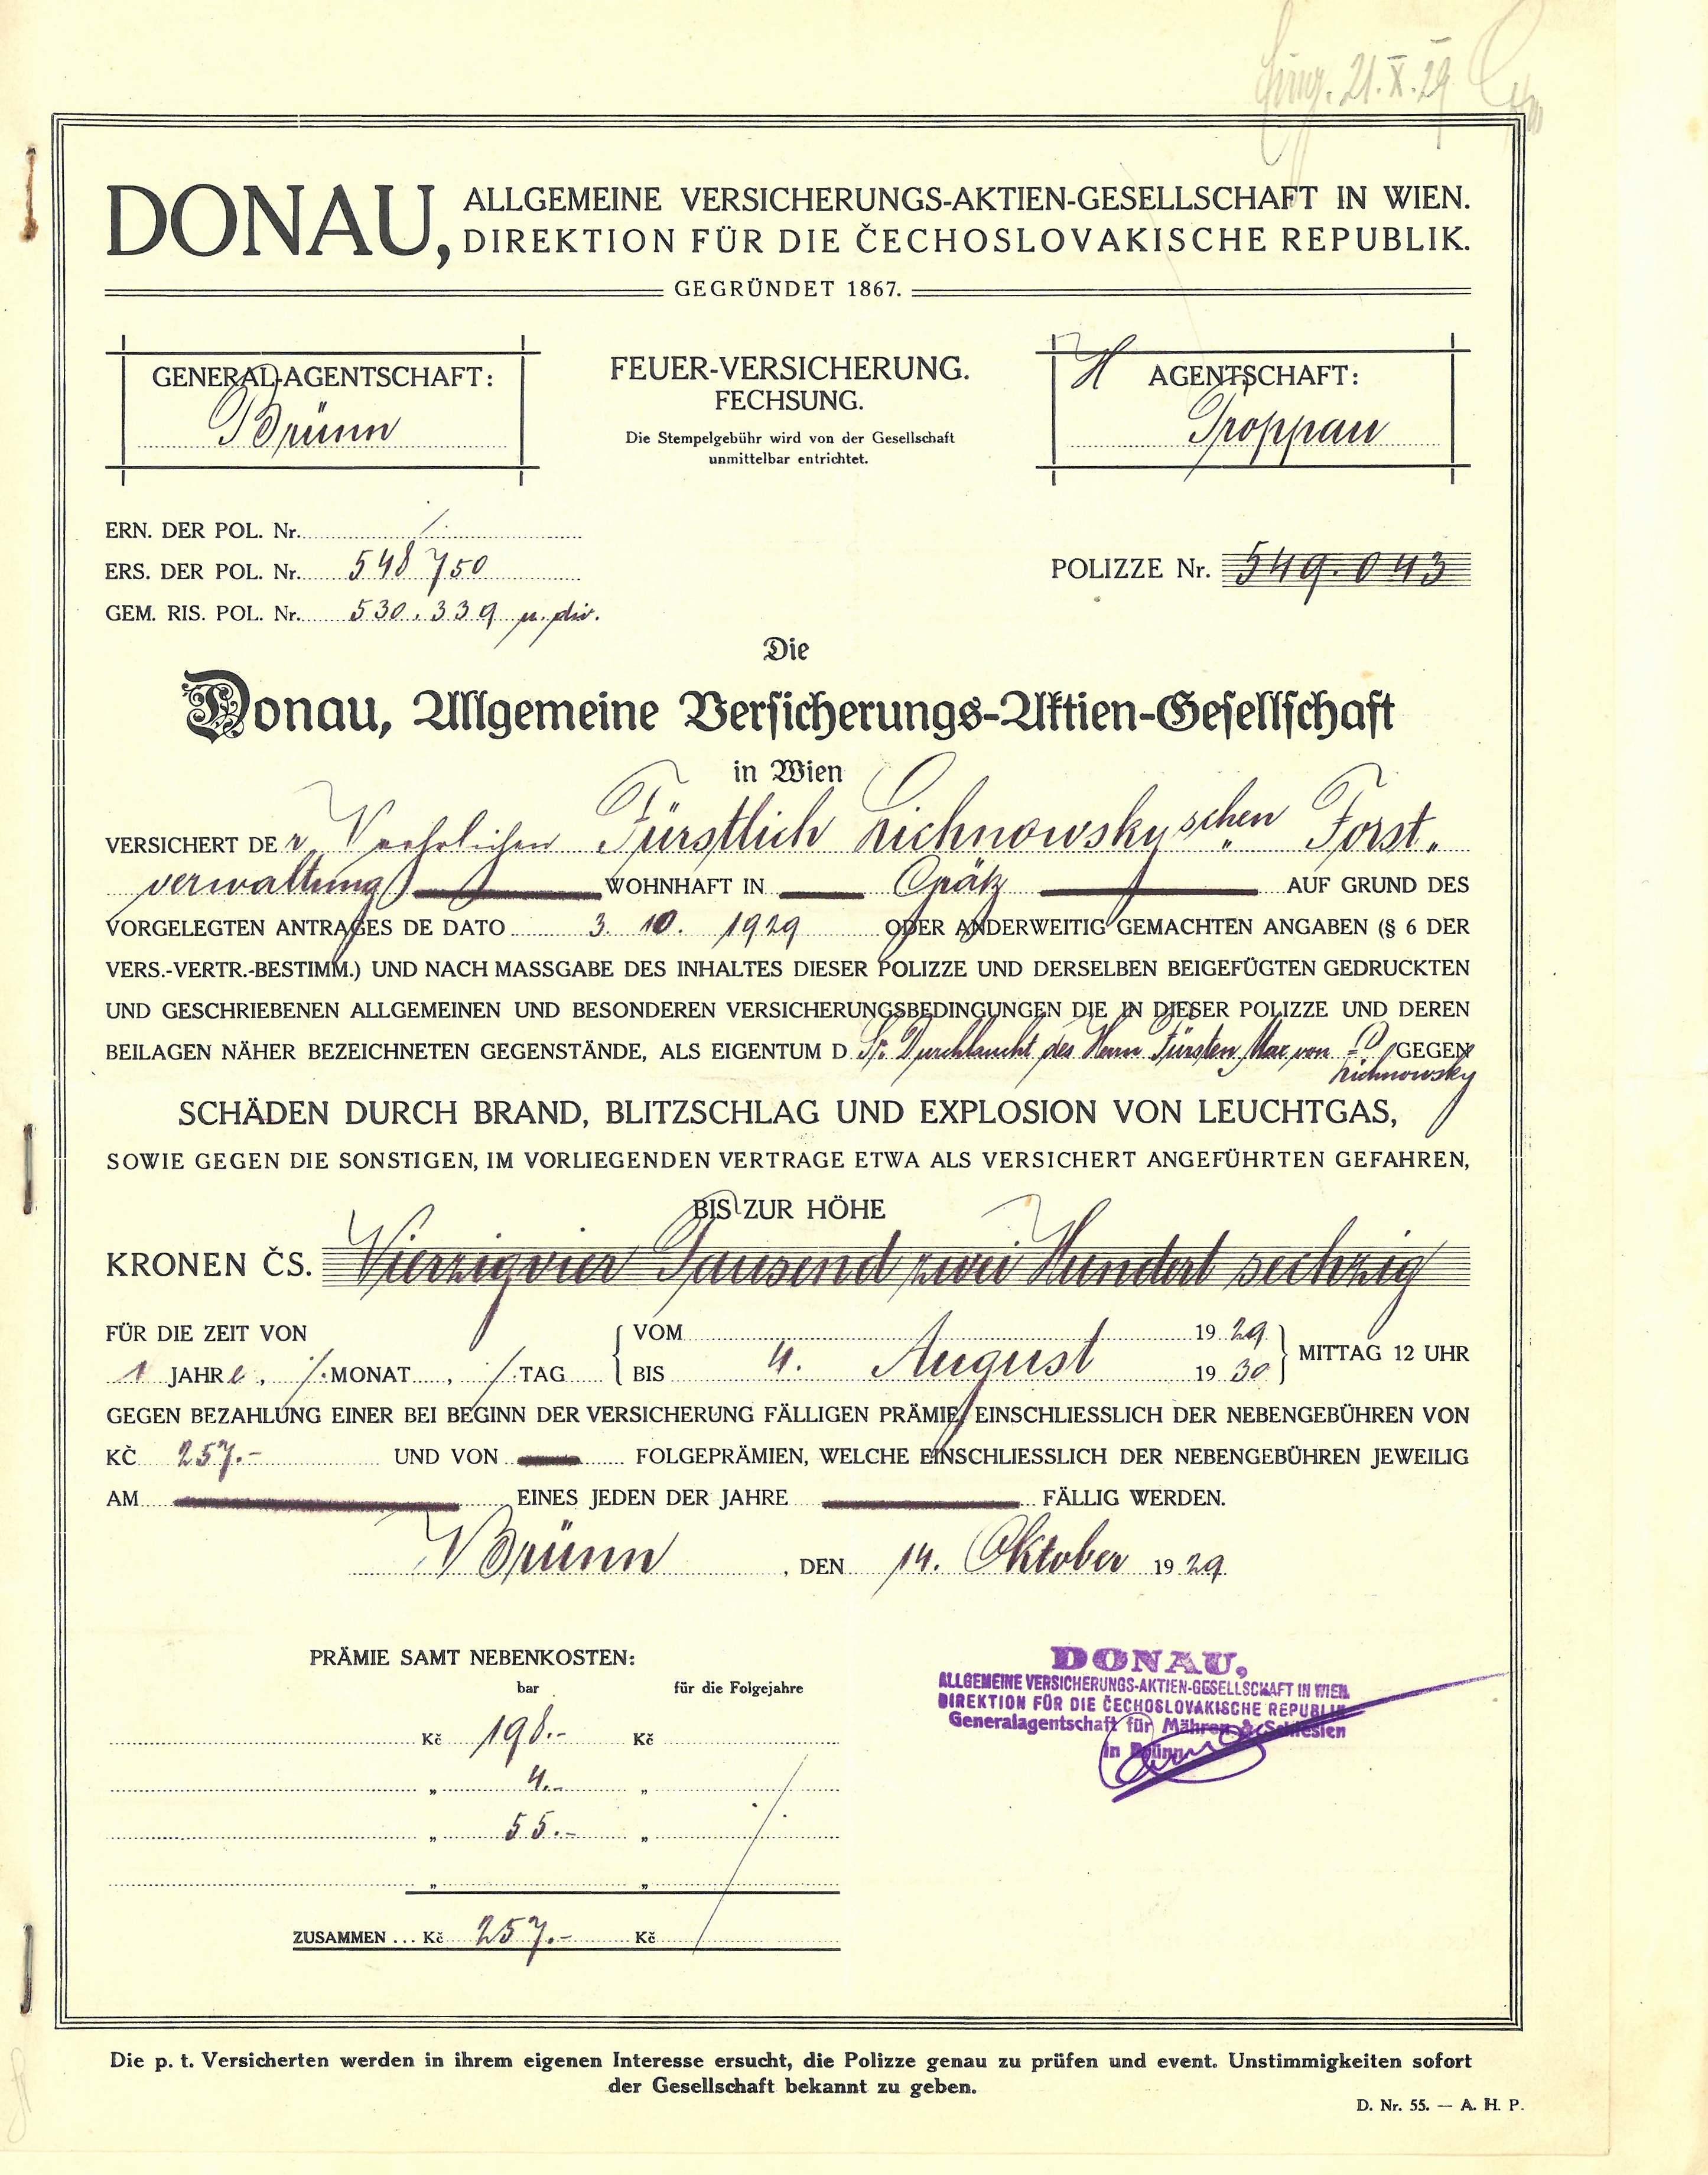 Eing. 21.X.29
DONAU, ALLGEMEINE VERSICHERUNGS-AKTIEN-GESELLSCHAFT IN WIEN.
DIREKTION FÜR DIE ČECHOSLOVAKISCHE REPUBLIK.
GEGRÜNDET 1867.
GENERAL-AGENTSCHAFT:
Brünn
FEUER-VERSICHERUNG.
FECHSUNG.
Die Stempelgebühr wird von der Gesellschaft
unmittelbar entrichtet.
H AGENTSCHAFT:
Troppau
ERN. DER POL. Nr. /.
ERS. DER POL. Nr. 548750
GEM. RIS. POL. Nr. 530.339 u. div.
POLIZZE Nr. 549.043
Die
Donau, Allgemeine Versicherungs-Aktien-Gesellschaft
in Wien
VERSICHERT DE r Verehrlichen Fürstlich Lichnowsky"schen Forst„
verwaltung WOHNHAFT IN Grätz AUF GRUND DES
VORGELEGTEN ANTRAGES DE DATO 3. 10. 1929 ODER ANDERWEITIG GEMACHTEN ANGABEN (§ 6 DER
VERS.-VERTR.-BESTIMM.) UND NACH MASSGABE DES INHALTES DIESER POLIZZE UND DERSELBEN BEIGEFÜGTEN GEDRUCKTEN
UND GESCHRIEBENEN ALLGEMEINEN UND BESONDEREN VERSICHERUNGSBEDINGUNGEN DIE IN DIESER POLIZZE UND DEREN
BEILAGEN NÄHER BEZEICHNETEN GEGENSTÄNDE, ALS EIGENTUM D Sr. Durchlaucht des Herrn Fürsten Max von = GEGEN
Lichnowsky
SCHÄDEN DURCH BRAND, BLITZSCHLAG UND EXPLOSION VON LEUCHTGAS,
SOWIE GEGEN DIE SONSTIGEN, IM VORLIEGENDEN VERTRAGE ETWA ALS VERSICHERT ANGEFÜHRTEN GEFAHREN,
BIS ZUR HÖHE
KRONEN ČS. Vierzigvier Tausend zwei Hundert sechzig
FÜR DIE ZEIT VON
1 JAHR e, /. MONAT , /. TAG
VOM 19 29
BIS 4. August 19 30
MITTAG 12 UHR
GEGEN BEZAHLUNG EINER BEI BEGINN DER VERSICHERUNG FÄLLIGEN PRÄMIE, EINSCHLIESSLICH DER NEBENGEBÜHREN VON
KČ 257.- UND VON FOLGEPRÄMIEN, WELCHE EINSCHLIESSLICH DER NEBENGEBÜHREN JEWEILIG
AM EINES JEDEN DER JAHRE FÄLLIG WERDEN.
Brünn, DEN 14. Oktober 19 29
PRÄMIE SAMT NEBENKOSTEN:
bar für die Folgejahre
Kč 198.- Kč
„ 4.- „
„ 55.- „
„ „
ZUSAMMEN ... Kč 257.- Kč
DONAU,
ALLGEMEINE VERSICHERUNGS-AKTIEN-GESELLSCHAFT IN WIEN
DIREKTION FÜR DIE ČECHOSLOVAKISCHE REPUBLIK
Generalagentschaft für Mähren & Schlesien
in Brünn
Die p. t. Versicherten werden in ihrem eigenen Interesse ersucht, die Polizze genau zu prüfen und event. Unstimmigkeiten sofort
der Gesellschaft bekannt zu geben.
D. Nr. 55. — A. H. P.